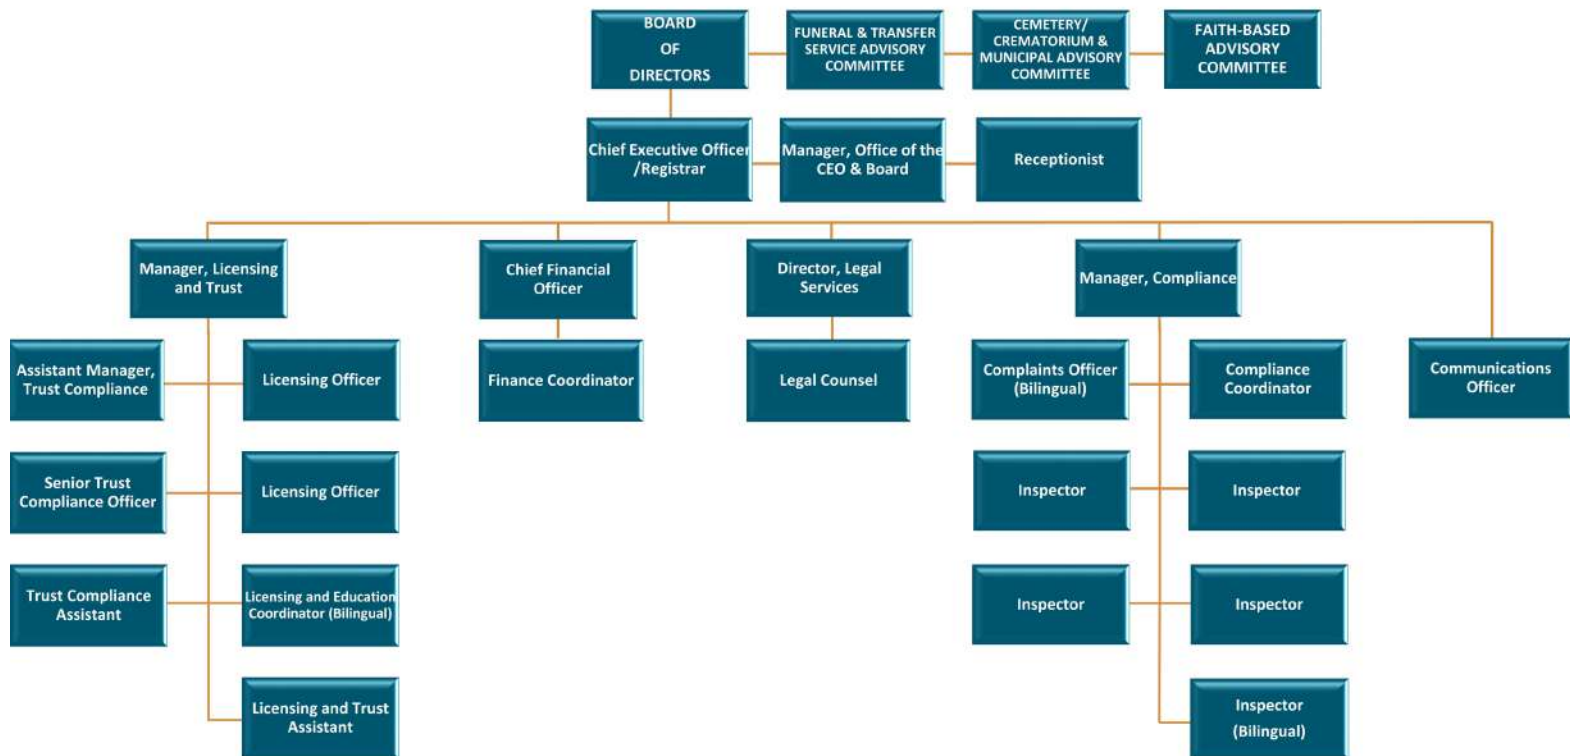 BOARD
OF
DIRECTORS
FUNERAL & TRANSFER
SERVICE ADVISORY
COMMITTEE
CEMETERY/
CREMATORIUM &
MUNICIPAL ADVISORY
COMMITTEE
FAITH-BASED
ADVISORY
COMMITTEE
Chief Executive Officer
/Registrar
Manager, Office of the
CEO & Board
Receptionist
Manager, Licensing
and Trust
Chief Financial
Officer
Director, Legal
Services
Manager, Compliance
Assistant Manager,
Trust Compliance
Licensing Officer
Finance Coordinator
Legal Counsel
Complaints Officer
(Bilingual)
Compliance
Coordinator
Communications
Officer
Senior Trust
Compliance Officer
Licensing Officer
Inspector
Inspector
Trust Compliance
Assistant
Licensing and Education
Coordinator (Bilingual)
Inspector
Inspector
Licensing and Trust
Assistant
Inspector
(Bilingual)